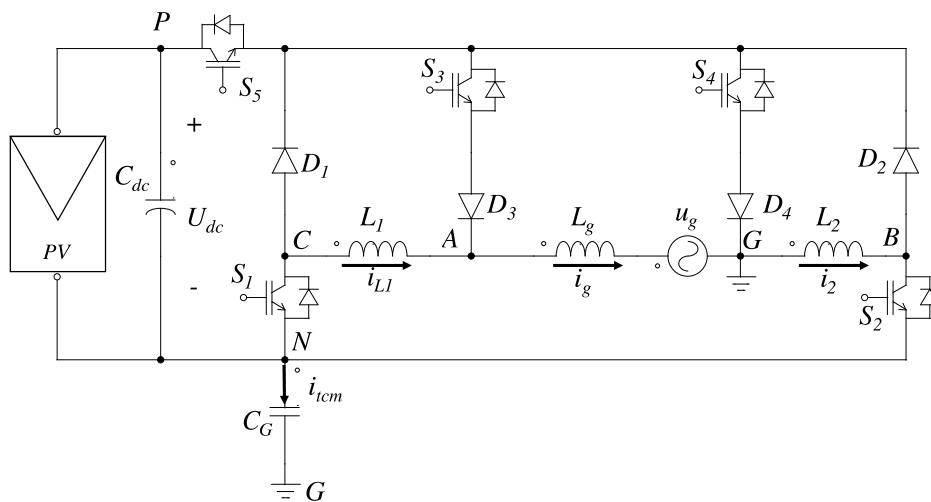 P
S5
S3
S4
+
Cdc
D1
D2
Udc
L1
D3
Lg
ug
D4
L2
PV
C
A
G
B
-
S1
iL1
ig
i2
S2
N
itcm
CG
G